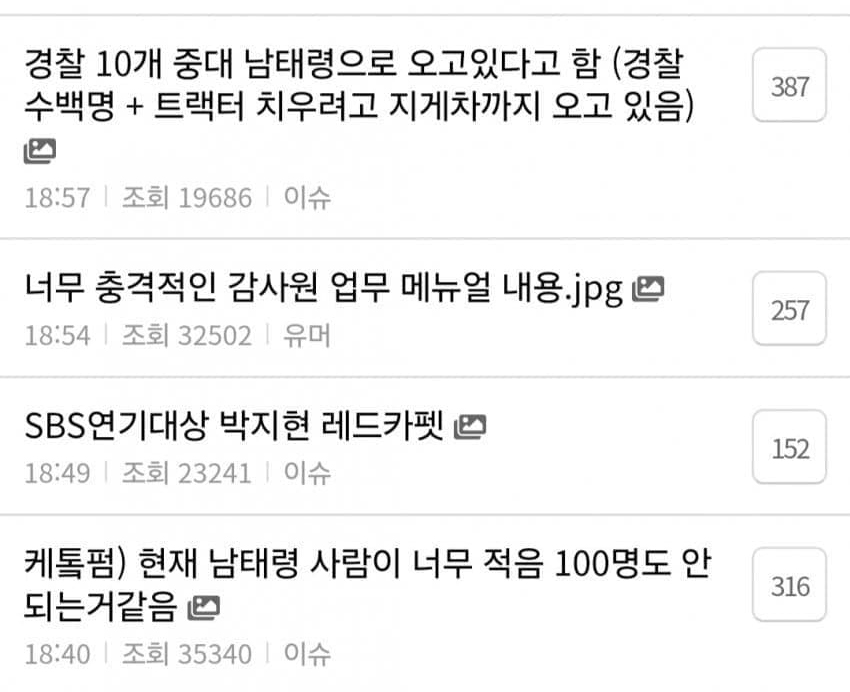 경찰 10개 중대 남태령으로 오고있다고 함 (경찰
수백명 + 트랙터 치우려고 지게차까지 오고 있음)
387
18:57 | 조회 19686 | 이슈
너무 충격적인 감사원 업무 메뉴얼 내용.jpg
257
18:54 | 조회 32502 | 유머
SBS연기대상 박지현 레드카펫
152
18:49 | 조회 23241 | 이슈
케톡펌) 현재 남태령 사람이 너무 적음 100명도 안
되는거같음
316
18:40 | 조회 35340 | 이슈